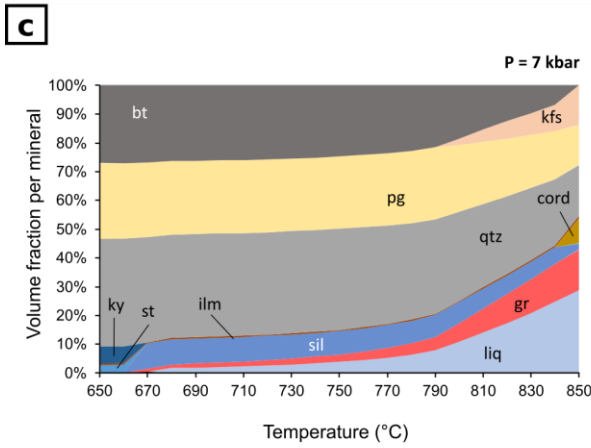 c
P = 7 kbar
100%
90%
80%
70%
60%
50%
40%
30%
20%
10%
0%
Volume fraction per mineral
bt
kfs
pg
cord
qtz
ky
st
ilm
sil
gr
liq
650 670 690 710 730 750 770 790 810 830 850
Temperature (°C)